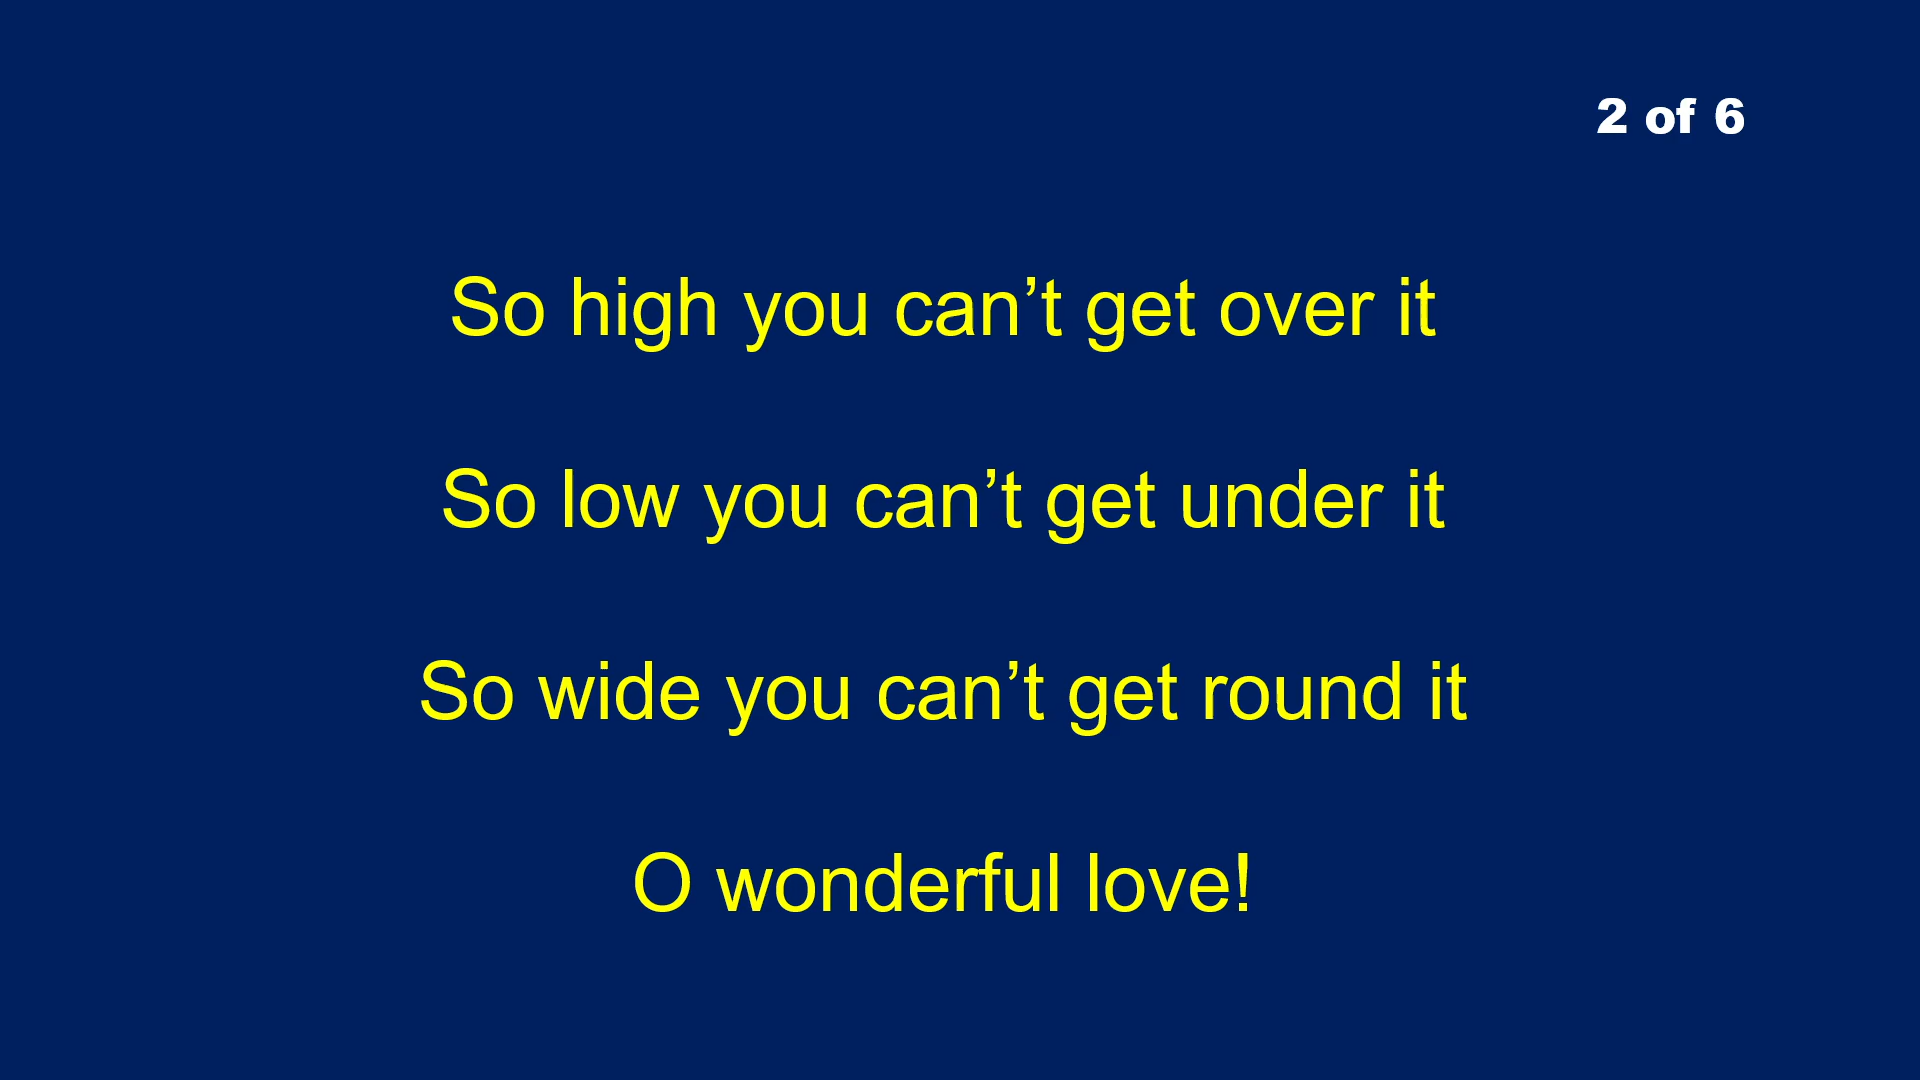 2 of 6
So high you can’t get over it
So low you can’t get under it
So wide you can’t get round it
O wonderful love!